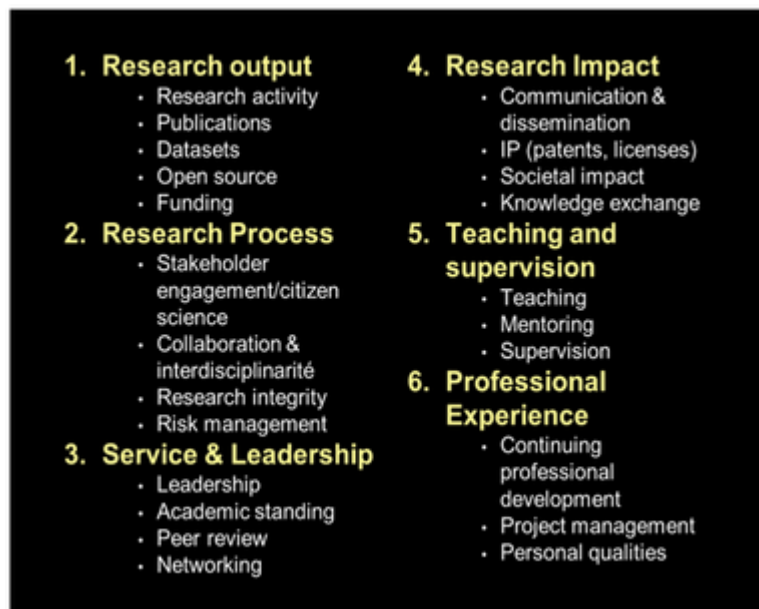 1. Research output
• Research activity
• Publications
• Datasets
• Open source
• Funding
2. Research Process
• Stakeholder
engagement/citizen
science
• Collaboration &
interdisciplinarité
• Research integrity
• Risk management
3. Service & Leadership
• Leadership
• Academic standing
• Peer review
• Networking
4. Research Impact
• Communication &
dissemination
• IP (patents, licenses)
• Societal impact
• Knowledge exchange
5. Teaching and
supervision
• Teaching
• Mentoring
• Supervision
6. Professional
Experience
• Continuing
professional
development
• Project management
• Personal qualities